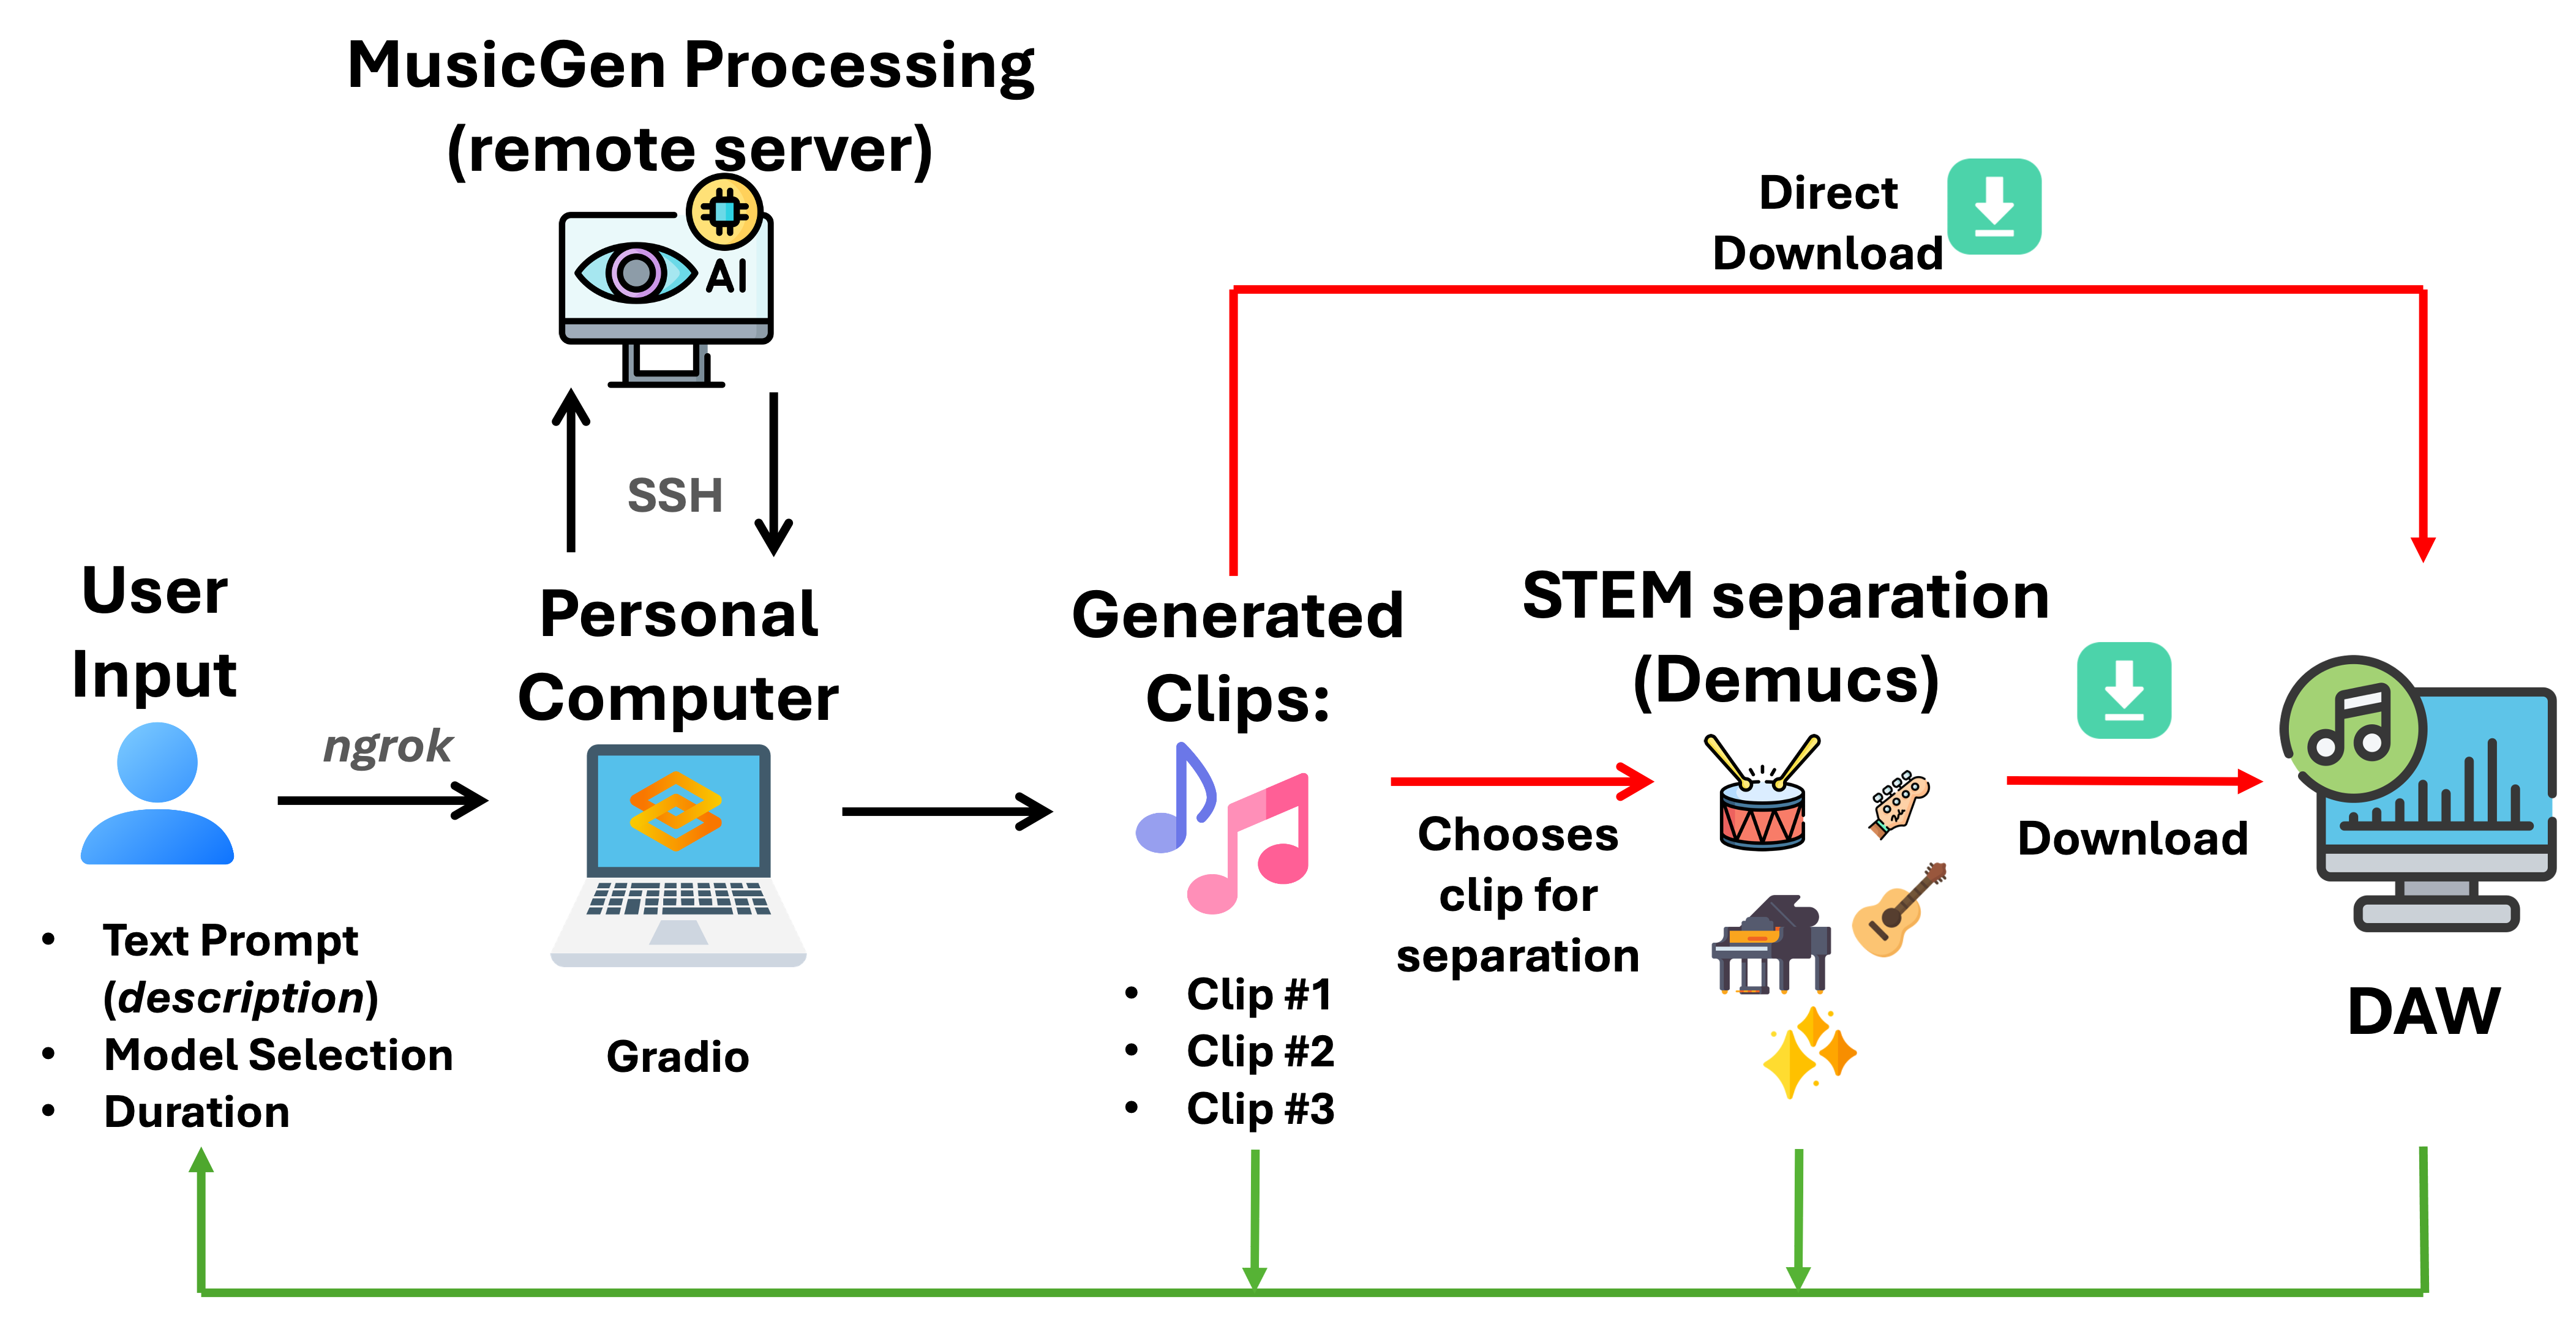 MusicGen Processing
(remote server)
AI
SSH
Direct
Download
User
Input
ngrok
• Text Prompt
(description)
• Model Selection
• Duration
Personal
Computer
Gradio
Generated
Clips:
• Clip #1
• Clip #2
• Clip #3
Chooses
clip for
separation
STEM separation
(Demucs)
Download
DAW